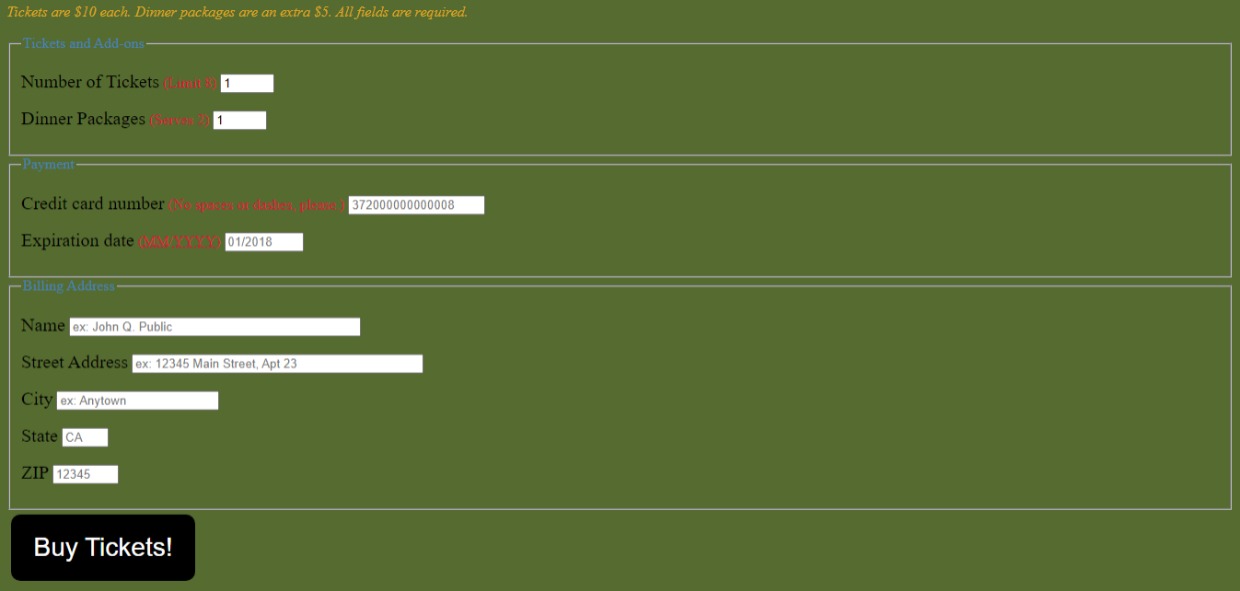 Tickets are $10 each. Dinner packages are an extra $5. All fields are required.
Tickets and Add-ons
Number of Tickets (Limit 8) 1
Dinner Packages (Serves 2) 1
Payment
Credit card number (No spaces or dashes, please.) 372000000000008
Expiration date (MM/YYYY) 01/2018
Billing Address
Name ex: John Q. Public
Street Address ex: 12345 Main Street, Apt 23
City ex: Anytown
State CA
ZIP 12345
Buy Tickets!